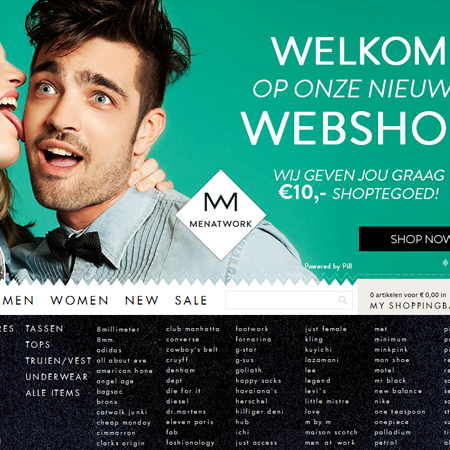 WELKOM
OP ONZE NIEUW
WEBSHO
WIJ GEVEN JOU GRAAG
€10,- SHOPTEGOED!
MENATWORK
SHOP NOW
Powered by Pill
MEN WOMEN NEW SALE
0 artikelen voor € 0,00 in
MY SHOPPINGBA
RES
TASSEN
TOPS
TRUIEN/VEST
UNDERWEAR
ALLE ITEMS
8millimeter
8mm.
adidas
all about eve
american hone
angel age
bagsac
bronx
catwalk junki
cheap monday
cimmarron
clarks origin
club manhatta
converse
cowboy's belt
cruyff
denham
dept
die for it
diesel
dr.martens
eleven paris
fab
fashionology
footwork
fornarina
g-star
g-sus
goliath
happy socks
havaiana's
herschel
hilfiger deni
hub
ichi
just access
just female
kling
kuyichi
lazamani
lee
legend
levi's
little mistre
love
m by m
maison scotch
men at work
met
minimum
minkpink
mon shoe
motel
mr black
new balance
nike
one teaspoon
onepiece
palladium
petrol